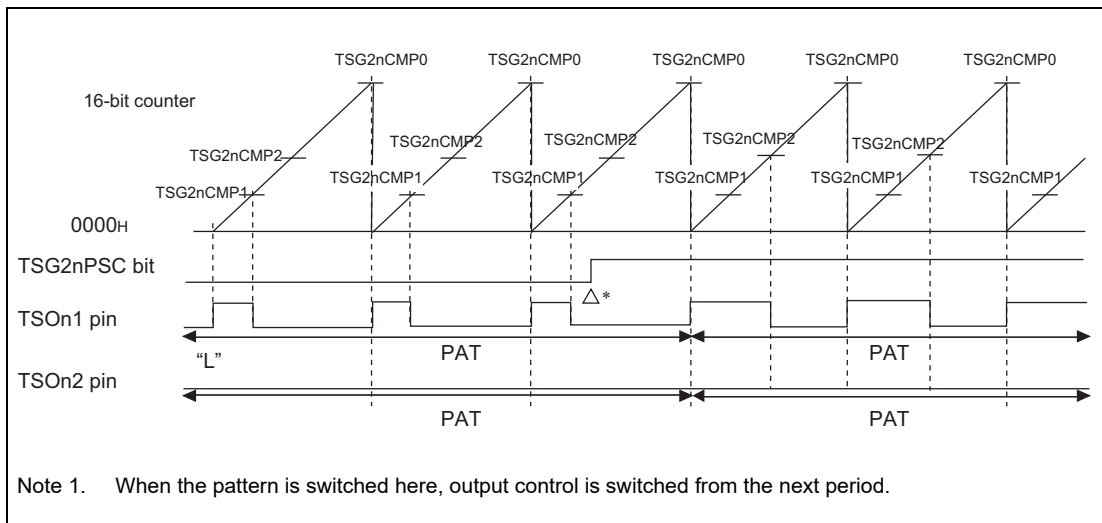 TSG2nCMP0 TSG2nCMP0 TSG2nCMP0 TSG2nCMP0 TSG2nCMP0
16-bit counter
TSG2nCMP2 TSG2nCMP2 TSG2nCMP2 TSG2nCMP2 TSG2nCMP2
TSG2nCMP1 TSG2nCMP1 TSG2nCMP1 TSG2nCMP1 TSG2nCMP1 TSG2nCMP1
0000H
TSG2nPSC bit
△*
TSOn1 pin
PAT PAT
"L"
TSOn2 pin
PAT PAT
Note 1. When the pattern is switched here, output control is switched from the next period.